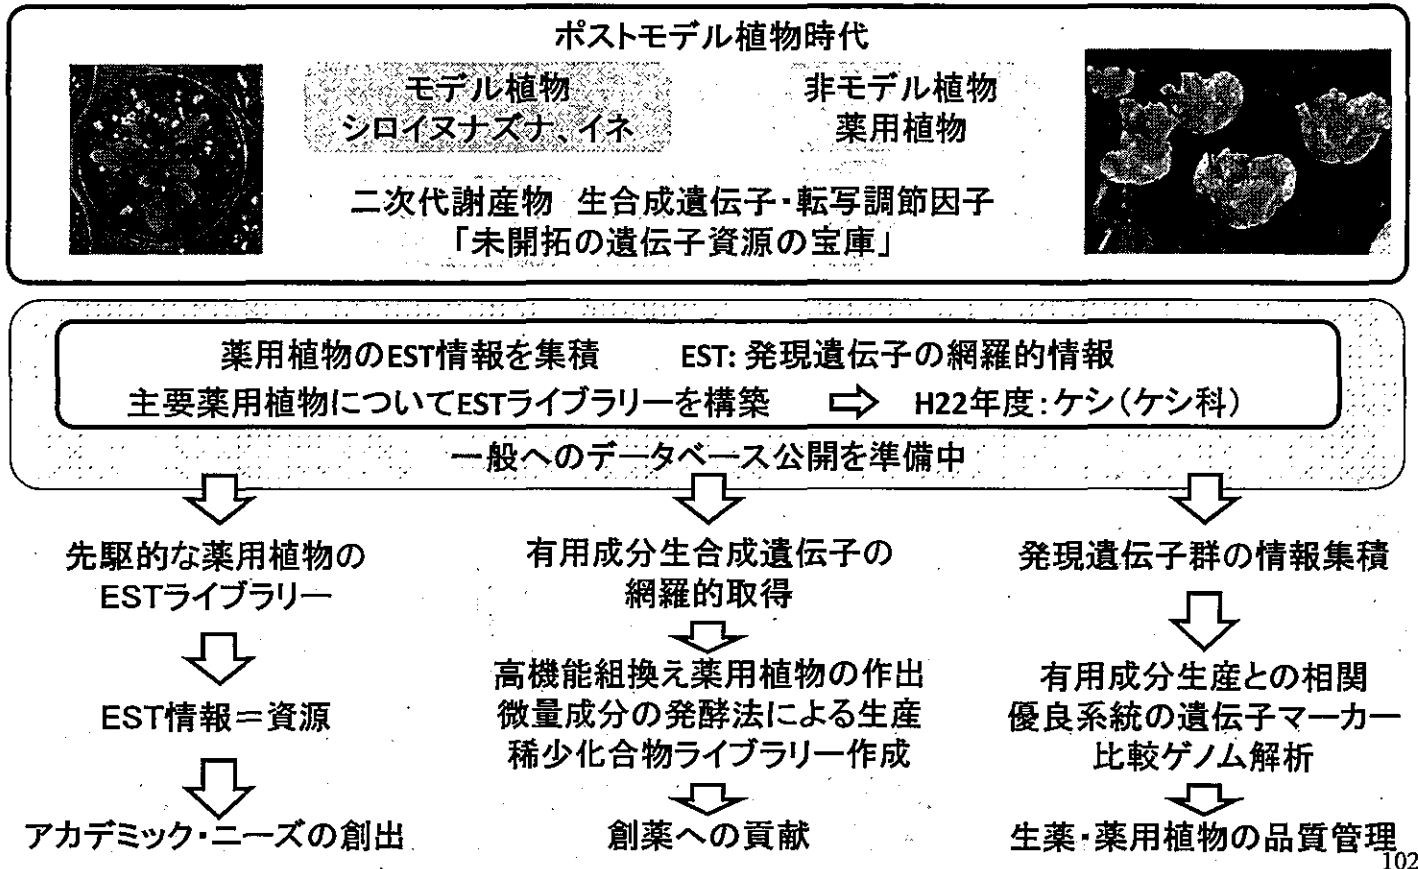 ポストモデル植物時代
モデル植物
シロイヌナズナ、イネ
非モデル植物
薬用植物
二次代謝産物 生合成遺伝子・転写調節因子
「未開拓の遺伝子資源の宝庫」
薬用植物のEST情報を集積 EST: 発現遺伝子の網羅的情報
主要薬用植物についてESTライブラリーを構築 ⇨ H22年度:ケシ(ケシ科)
一般へのデータベース公開を準備中
先駆的な薬用植物の
ESTライブラリー
EST情報=資源
アカデミック・ニーズの創出
有用成分生合成遺伝子の
網羅的取得
高機能組換え薬用植物の作出
微量成分の発酵法による生産
稀少化合物ライブラリー作成
創薬への貢献
発現遺伝子群の情報集積
有用成分生産との相関
優良系統の遺伝子マーカー
比較ゲノム解析
生薬・薬用植物の品質管理
102